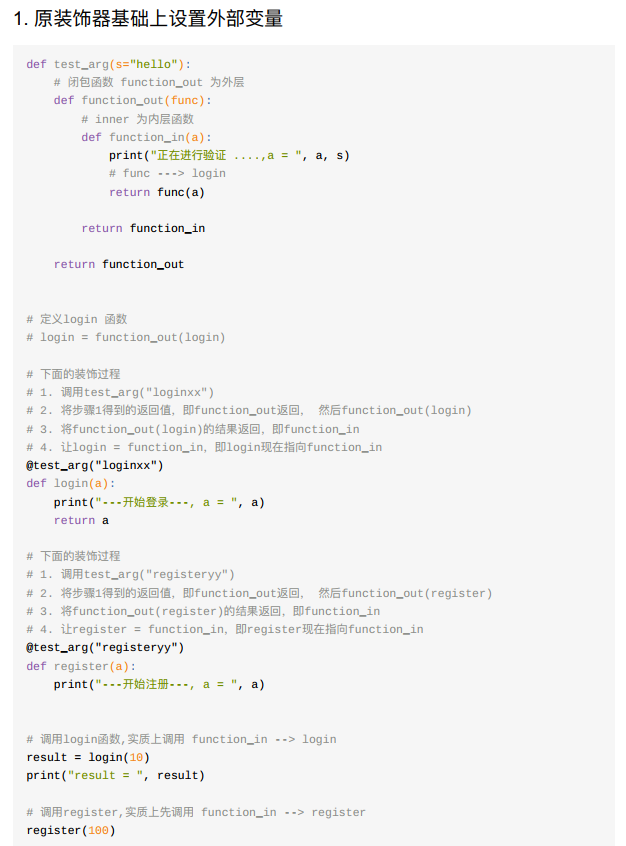 1. 原装饰器基础上设置外部变量
def test_arg(s="hello"):
    # 闭包函数 function_out 为外层
    def function_out(func):
        # inner 为内层函数
        def function_in(a):
            print("正在进行验证 ....,a = ", a, s)
            # func ---> login
            return func(a)
        return function_in
    return function_out
# 定义login 函数
# login = function_out(login)
# 下面的装饰过程
# 1. 调用test_arg("loginxx")
# 2. 将步骤1得到的返回值，即function_out返回， 然后function_out(login)
# 3. 将function_out(login)的结果返回，即function_in
# 4. 让login = function_in，即login现在指向function_in
@test_arg("loginxx")
def login(a):
    print("---开始登录---, a = ", a)
    return a
# 下面的装饰过程
# 1. 调用test_arg("registeryy")
# 2. 将步骤1得到的返回值，即function_out返回， 然后function_out(register)
# 3. 将function_out(register)的结果返回，即function_in
# 4. 让register = function_in，即register现在指向function_in
@test_arg("registeryy")
def register(a):
    print("---开始注册---, a = ", a)
# 调用login函数,实质上调用 function_in --> login
result = login(10)
print("result = ", result)
# 调用register,实质上先调用 function_in --> register
register(100)